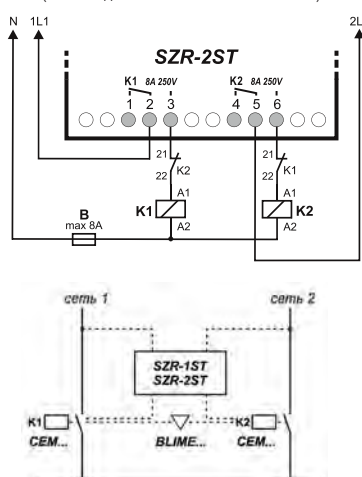 N 1L1 2L
SZR-2ST
K1 8A 250V K2 8A 250V
1 2 3 4 5 6
21 K2 21 K1
22 22
A1 A1
K1 K2
B A2 A2
max 8A
сеть 1 сеть 2
SZR-1ST
SZR-2ST
K1 K2
CEM... BLIME... CEM...